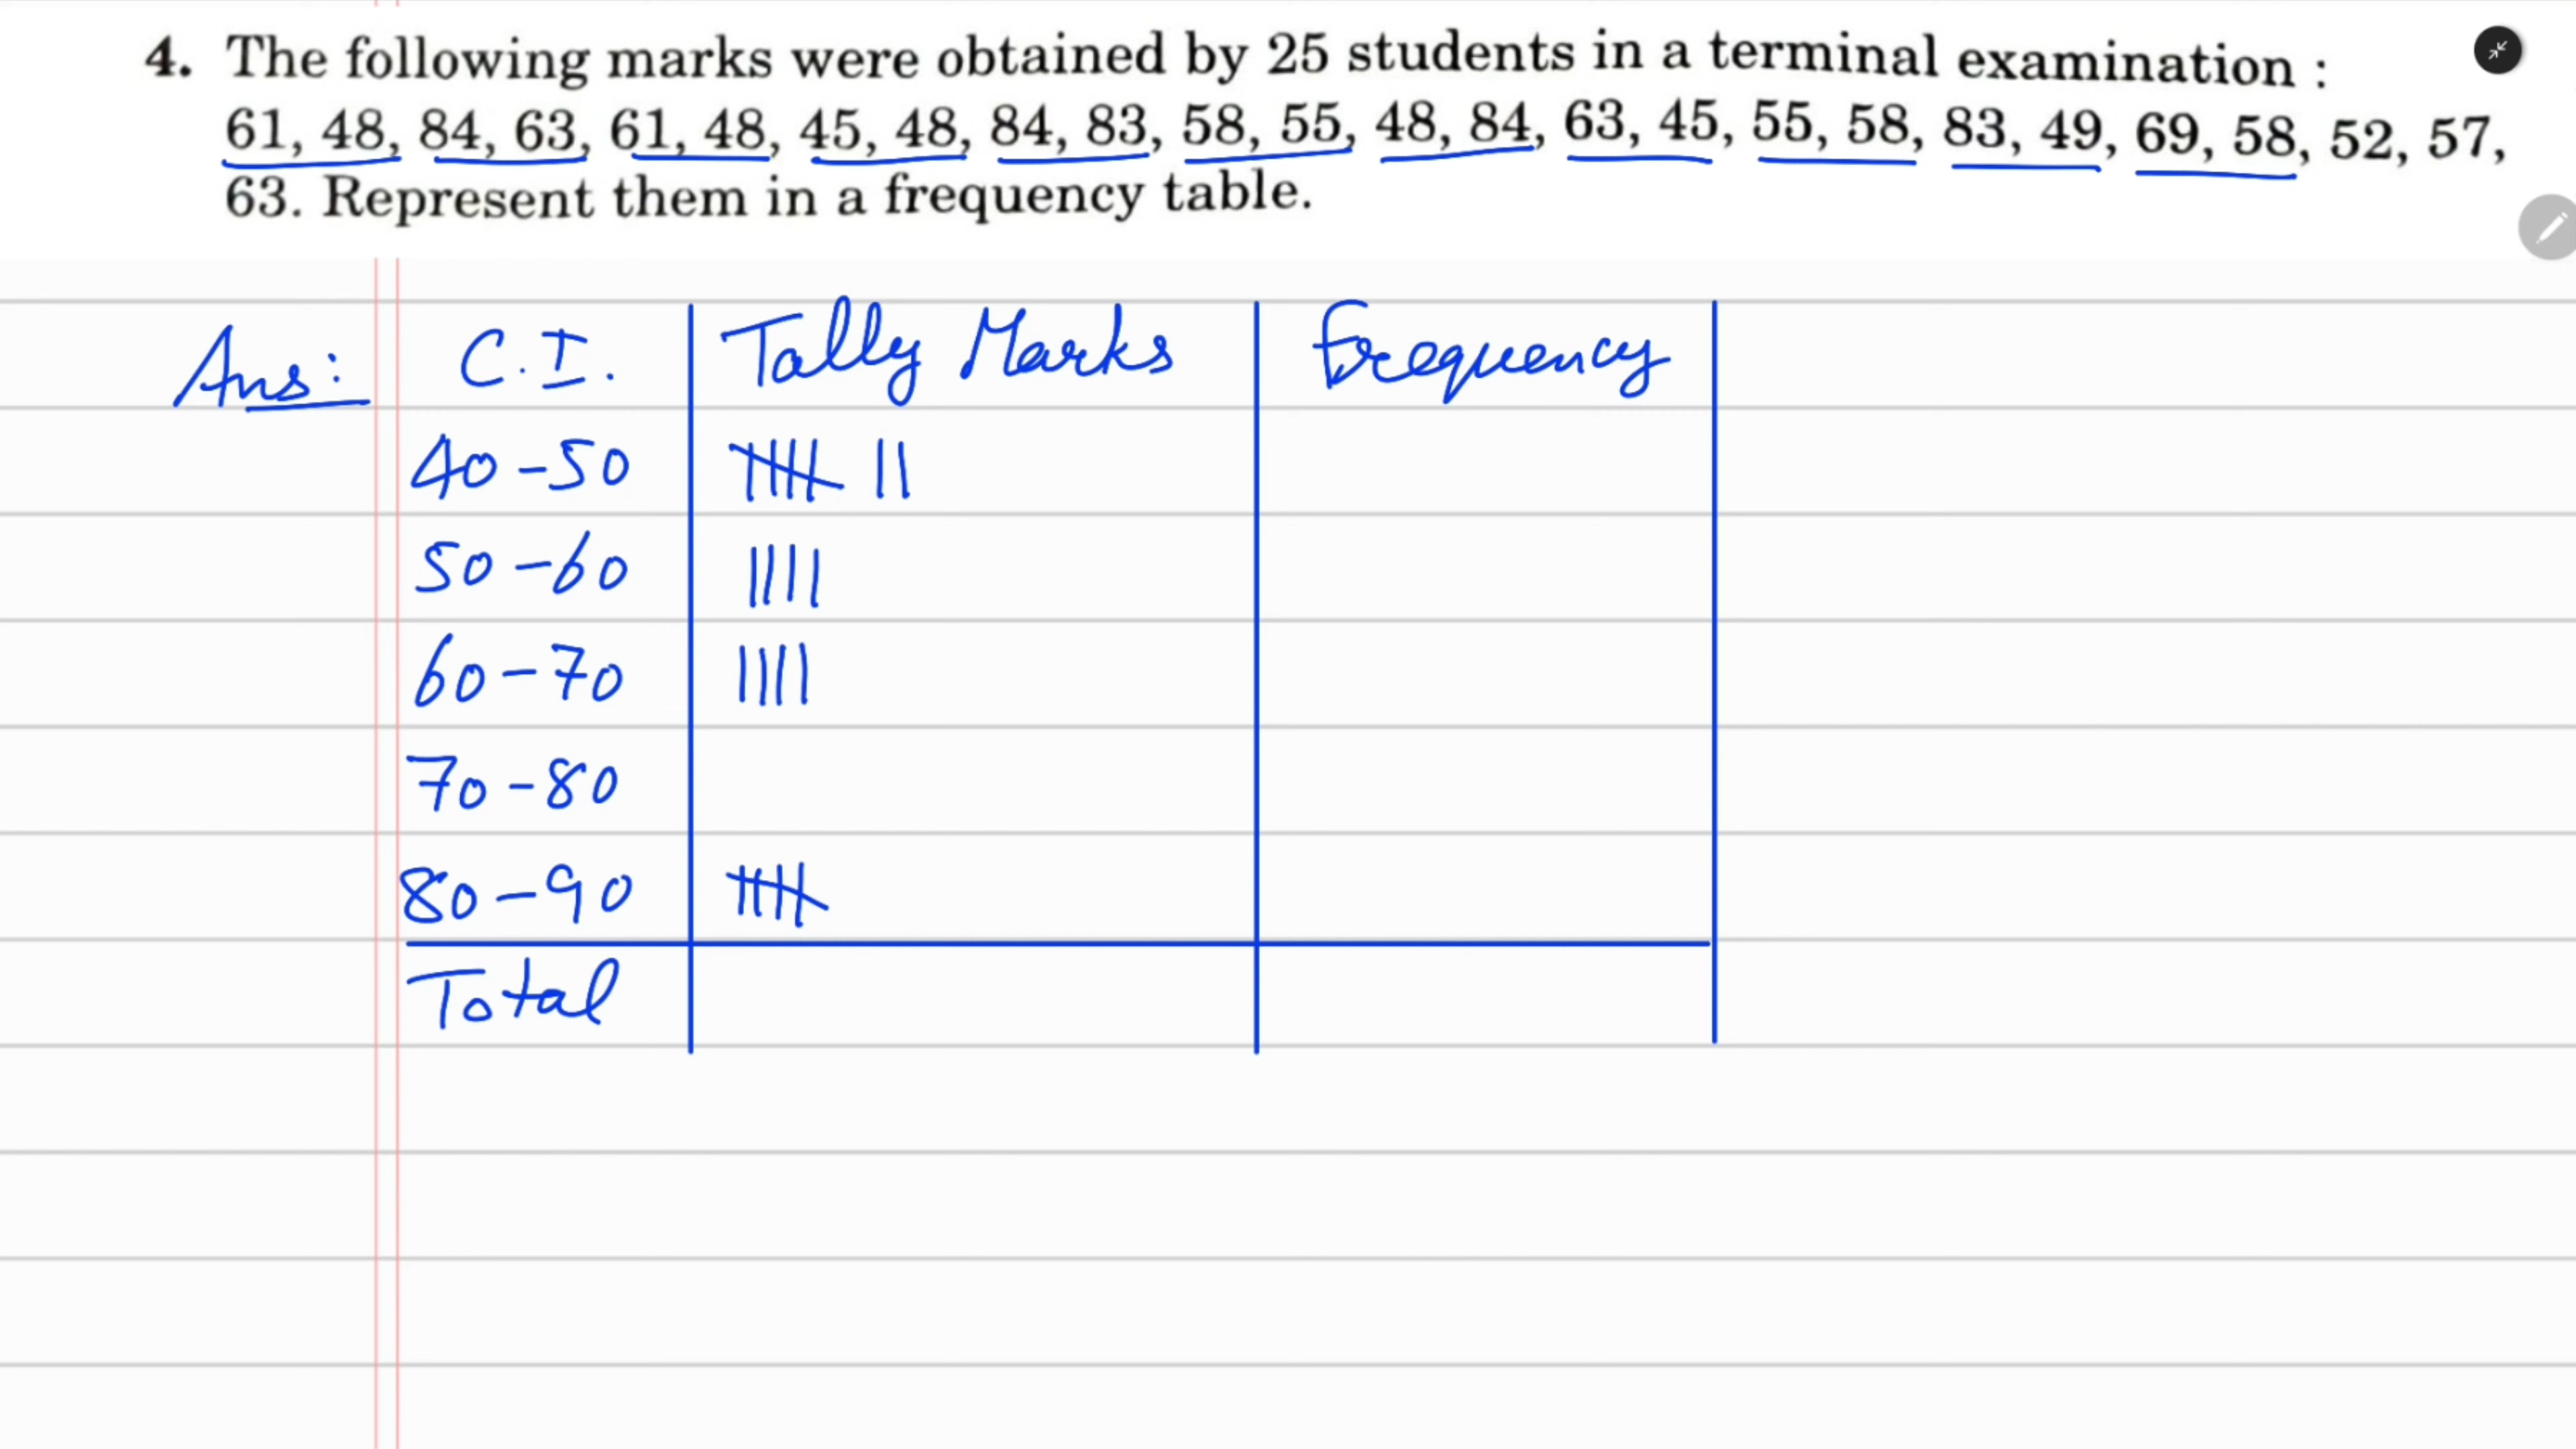 4. The following marks were obtained by 25 students in a terminal examination :
61, 48, 84, 63, 61, 48, 45, 48, 84, 83, 58, 55, 48, 84, 63, 45, 55, 58, 83, 49, 69, 58, 52, 57,
63. Represent them in a frequency table.
Ans: C.I. Tally Marks Frequency
40-50 |||| ||
50-60 ||||
60-70 ||||
70-80
80-90 ||||
Total